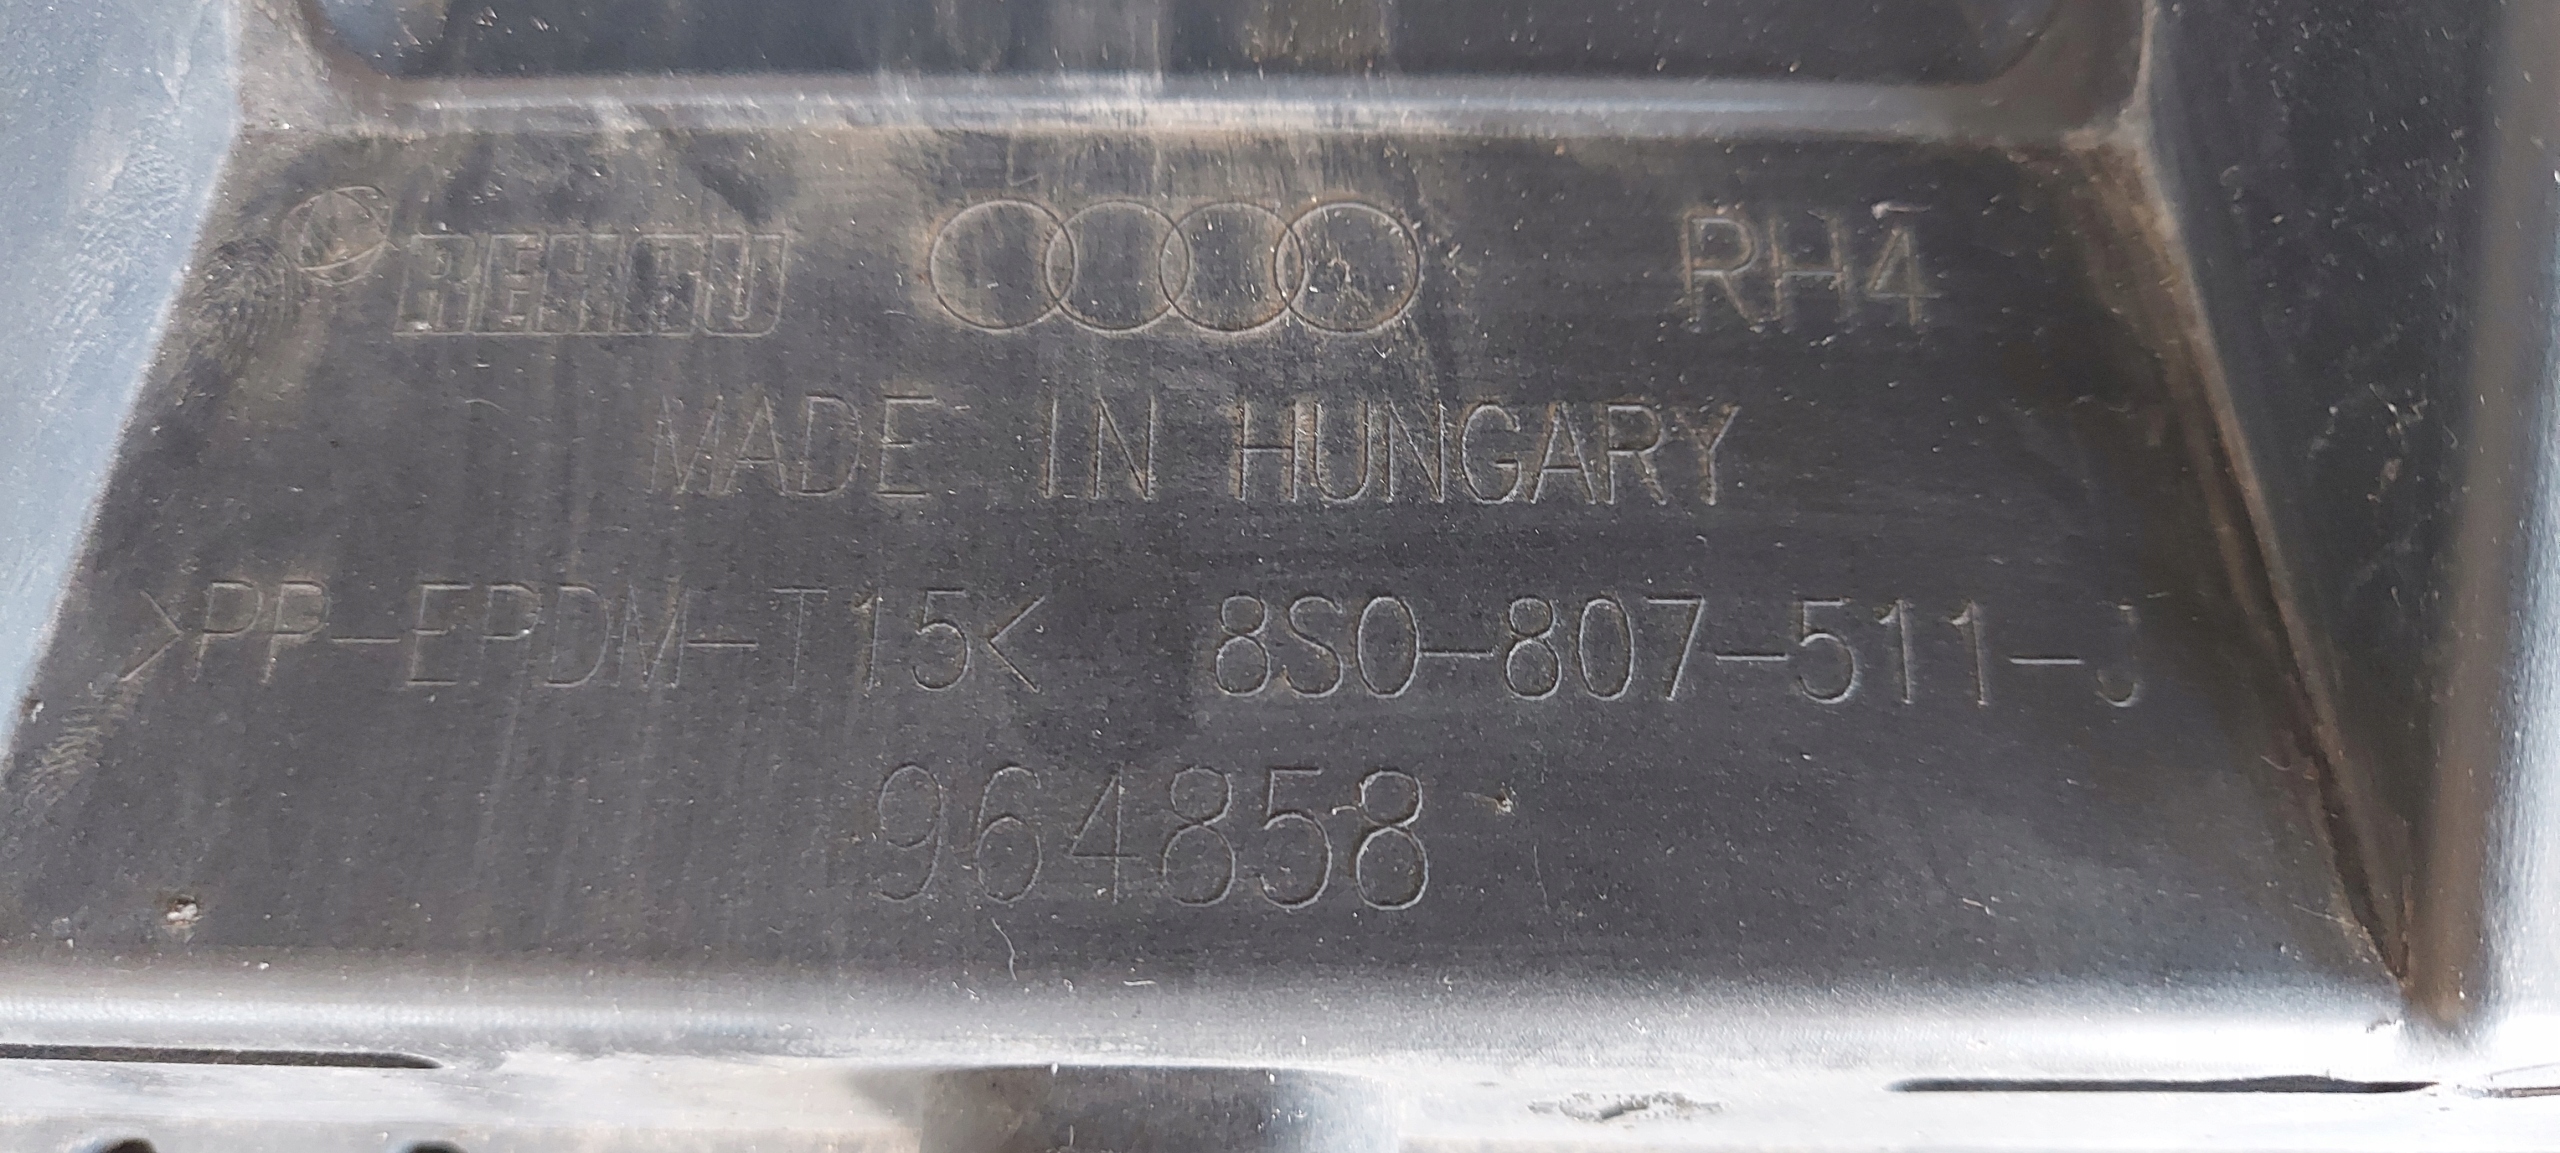 REHAU RH4
MADE IN HUNGARY
>PP-EPDM-T15< 8S0-807-511-J
964858